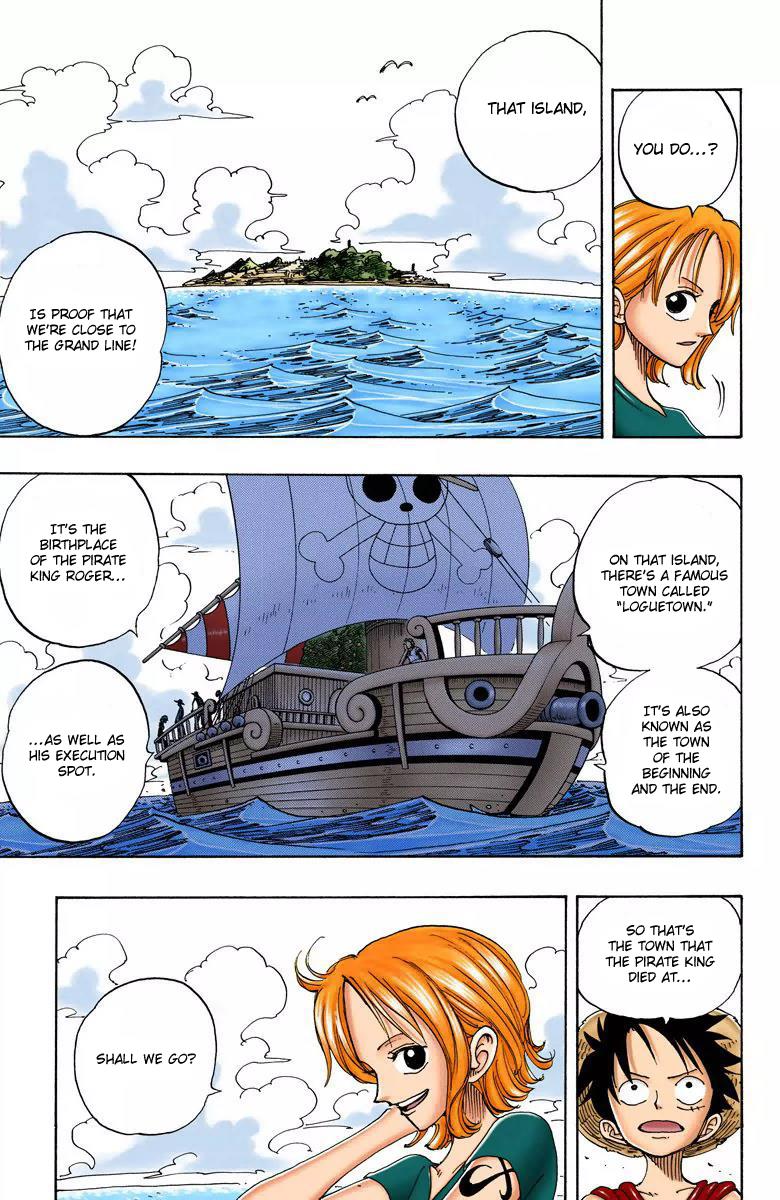 YOU DO...?
THAT ISLAND,
IS PROOF THAT
WE'RE CLOSE TO
THE GRAND LINE!
ON THAT ISLAND,
THERE'S A FAMOUS
TOWN CALLED
"LOGUETOWN."
IT'S ALSO
KNOWN AS
THE TOWN
OF THE
BEGINNING
AND THE END.
IT'S THE
BIRTHPLACE
OF THE PIRATE
KING ROGER...
...AS WELL AS
HIS EXECUTION
SPOT.
SO THAT'S
THE TOWN THAT
THE PIRATE KING
DIED AT...
SHALL WE GO?